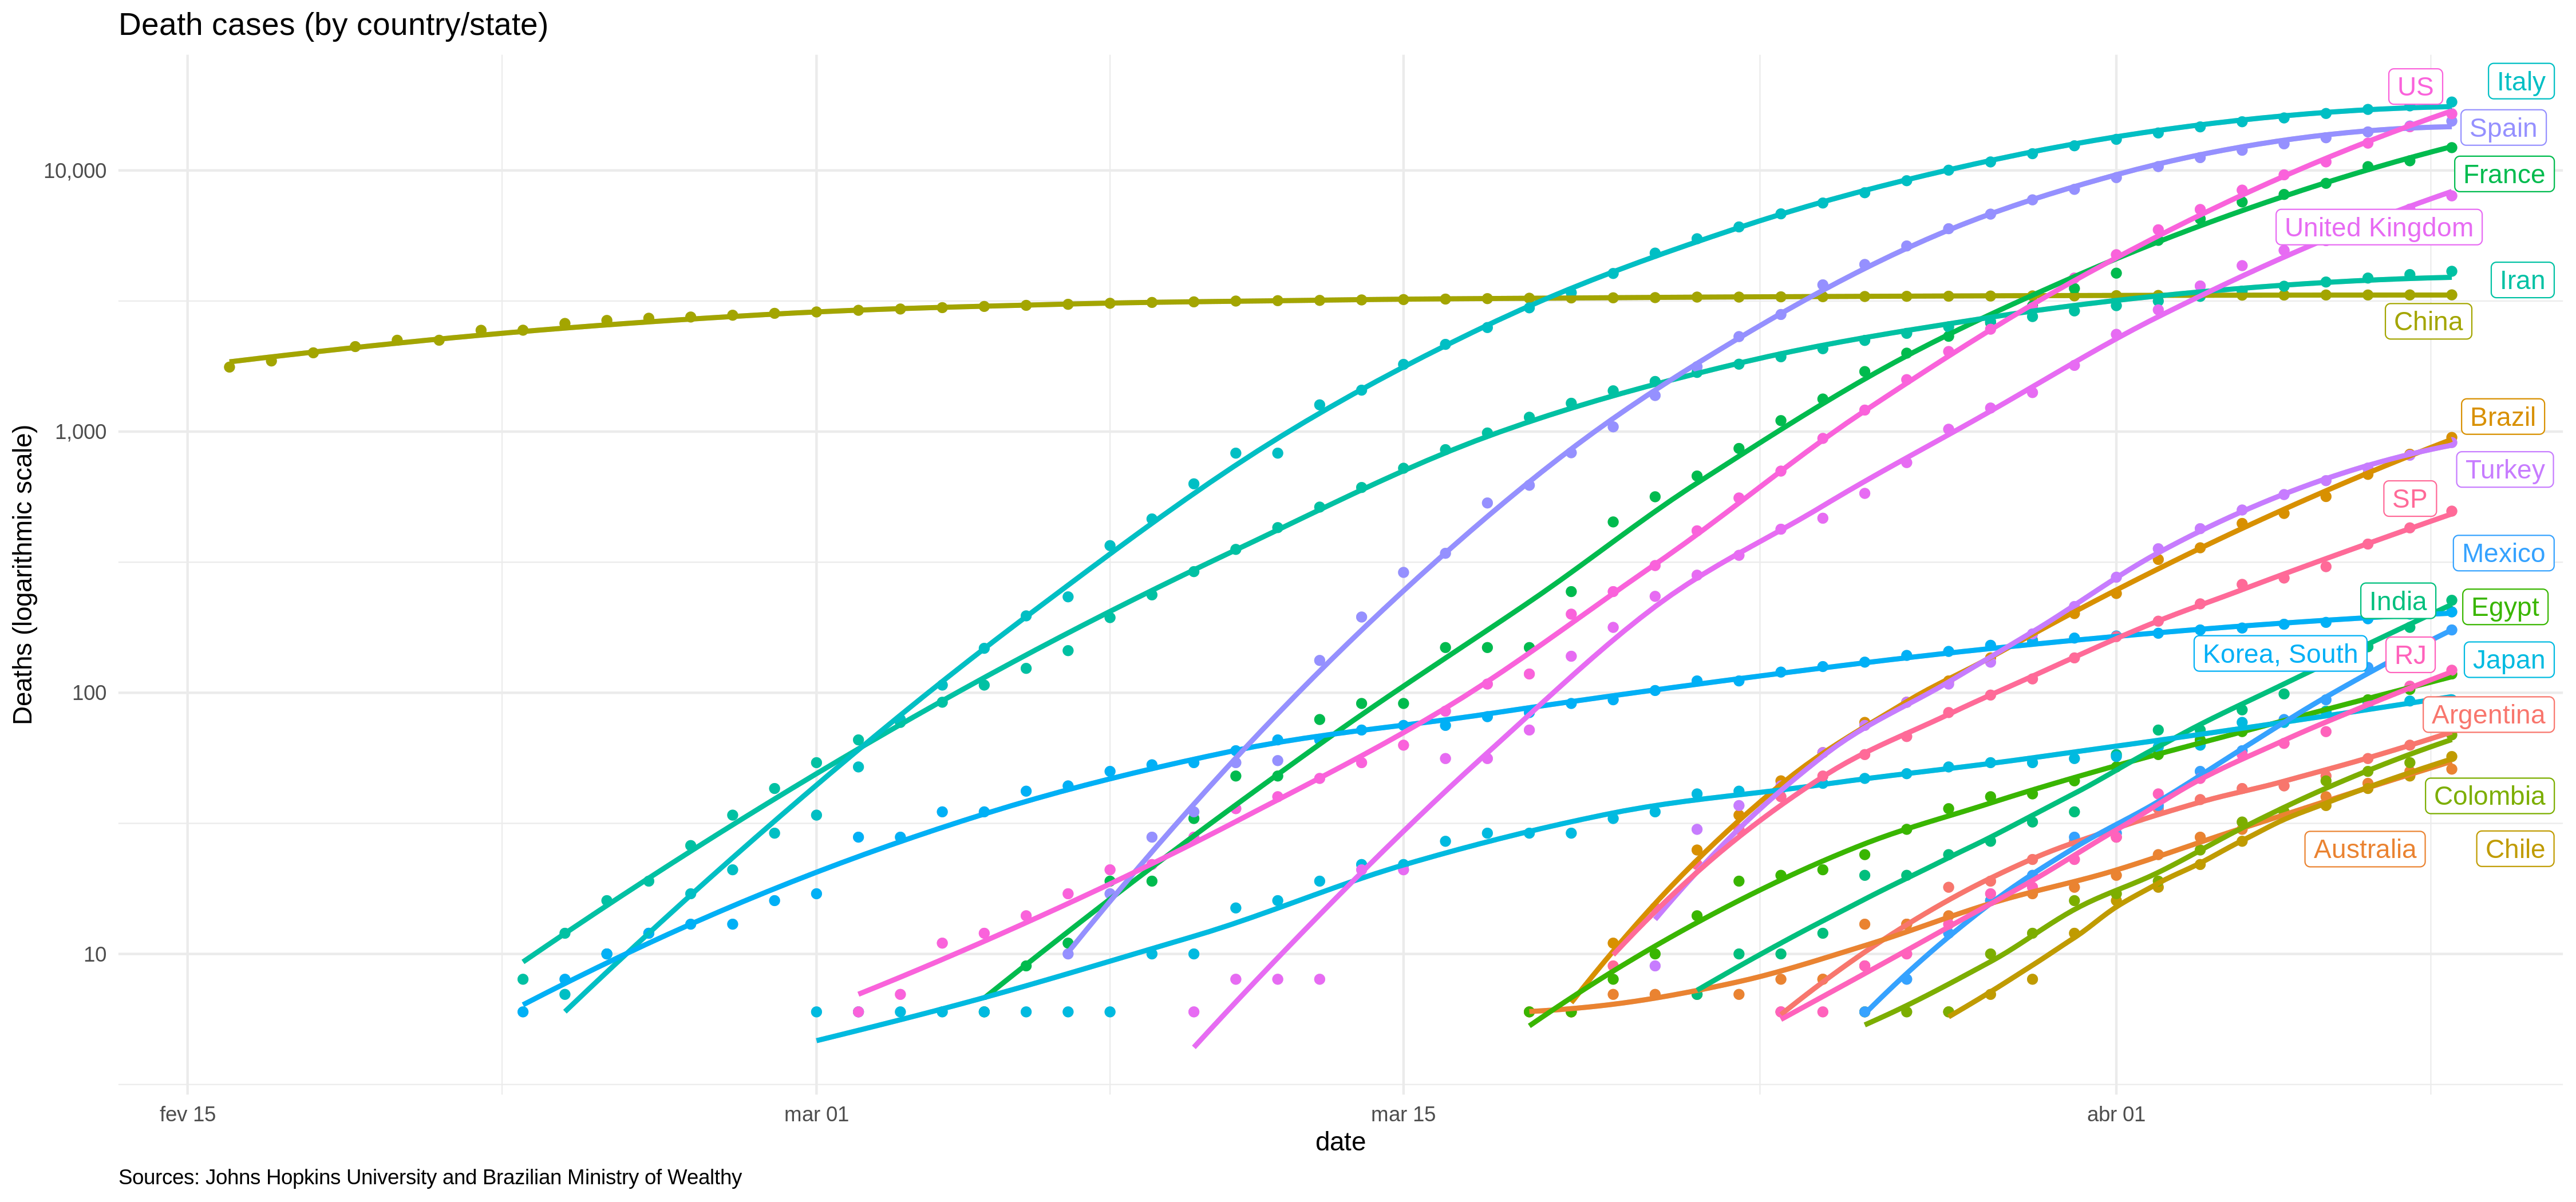 Death cases (by country/state)
US
Italy
Spain
10,000
France
United Kingdom
Iran
China
Brazil
1,000
Turkey
SP
Mexico
India
Egypt
Korea, South
RJ
Japan
100
Argentina
Colombia
Australia
Chile
10
Deaths (logarithmic scale)
fev 15
mar 01
mar 15
abr 01
date
Sources: Johns Hopkins University and Brazilian Ministry of Wealthy